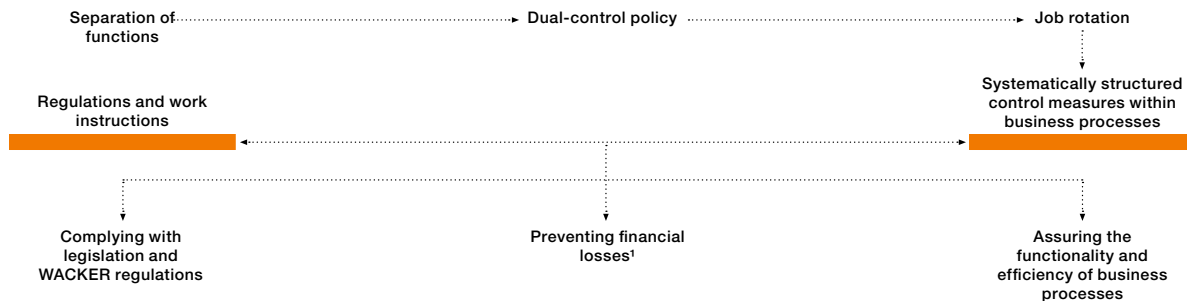 Separation of
functions
Dual-control policy
Job rotation
Regulations and work
instructions
Systematically structured
control measures within
business processes
Complying with
legislation and
WACKER regulations
Preventing financial
losses¹
Assuring the
functionality and
efficiency of business
processes